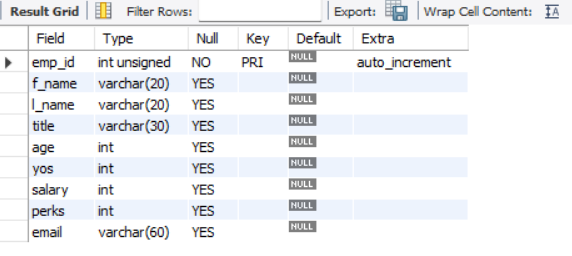 Result Grid Filter Rows: Export: Wrap Cell Content:
Field Type Null Key Default Extra
emp_id int unsigned NO PRI NULL auto_increment
f_name varchar(20) YES NULL
l_name varchar(20) YES NULL
title varchar(30) YES NULL
age int YES NULL
yos int YES NULL
salary int YES NULL
perks int YES NULL
email varchar(60) YES NULL